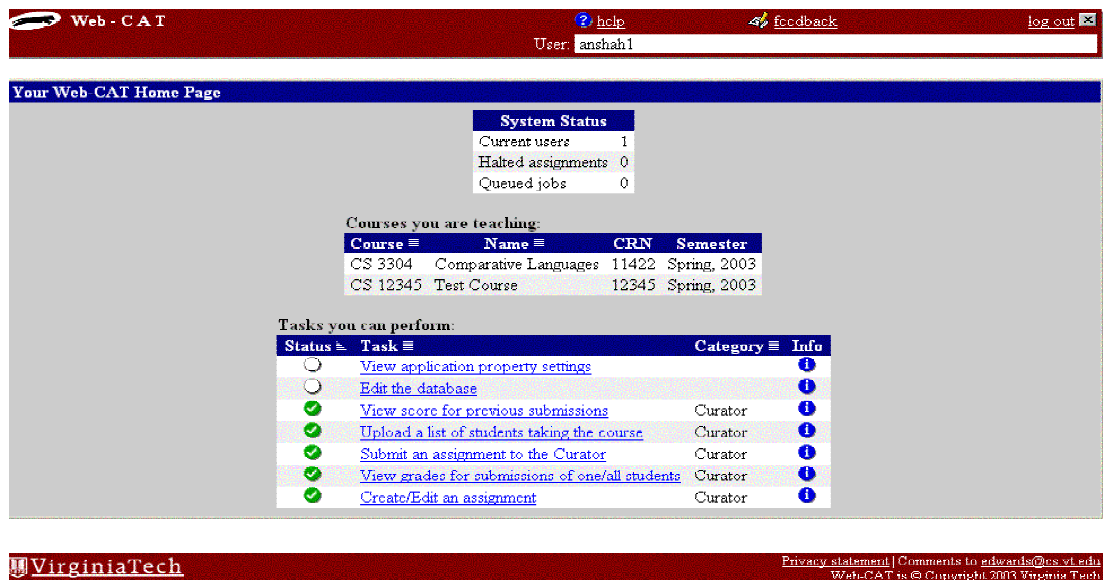 Web - C A T help feedback log out
User: anshah1
Your Web-CAT Home Page
System Status
Current users 1
Halted assignments 0
Queued jobs 0
Courses you are teaching:
Course Name CRN Semester
CS 3304 Comparative Languages 11422 Spring, 2003
CS 12345 Test Course 12345 Spring, 2003
Tasks you can perform:
Status Task Category Info
View application property settings
Edit the database
View score for previous submissions Curator
Upload a list of students taking the course Curator
Submit an assignment to the Curator Curator
View grades for submissions of one/all students Curator
Create/Edit an assignment Curator
VirginiaTech Privacy statement | Comments to edwards@cs.vt.edu
Web-CAT is © Copyright 2003 Virginia Tech